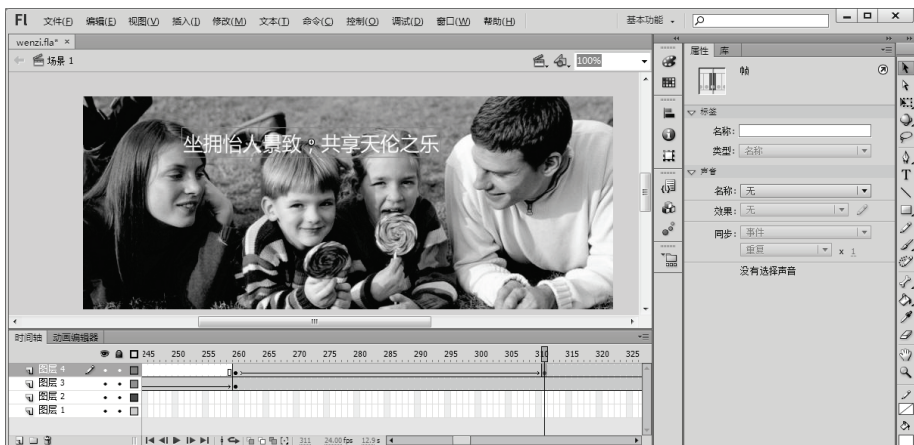 Fl 文件(F) 编辑(E) 视图(V) 插入(I) 修改(M) 文本(T) 命令(C) 控制(O) 调试(D) 窗口(W) 帮助(H) 基本功能
wenzi.fla* ×
场景 1 100%
坐拥怡人景致，共享天伦之乐
属性 库
帧
标签
名称:
类型: 名称
声音
名称: 无
效果: 无
同步: 事件
重复 x 1
没有选择声音
时间轴 动画编辑器
245 250 255 260 265 270 275 280 285 290 295 300 305 310 315 320 325
图层 4
图层 3
图层 2
图层 1
311 24.00 fps 12.9 s